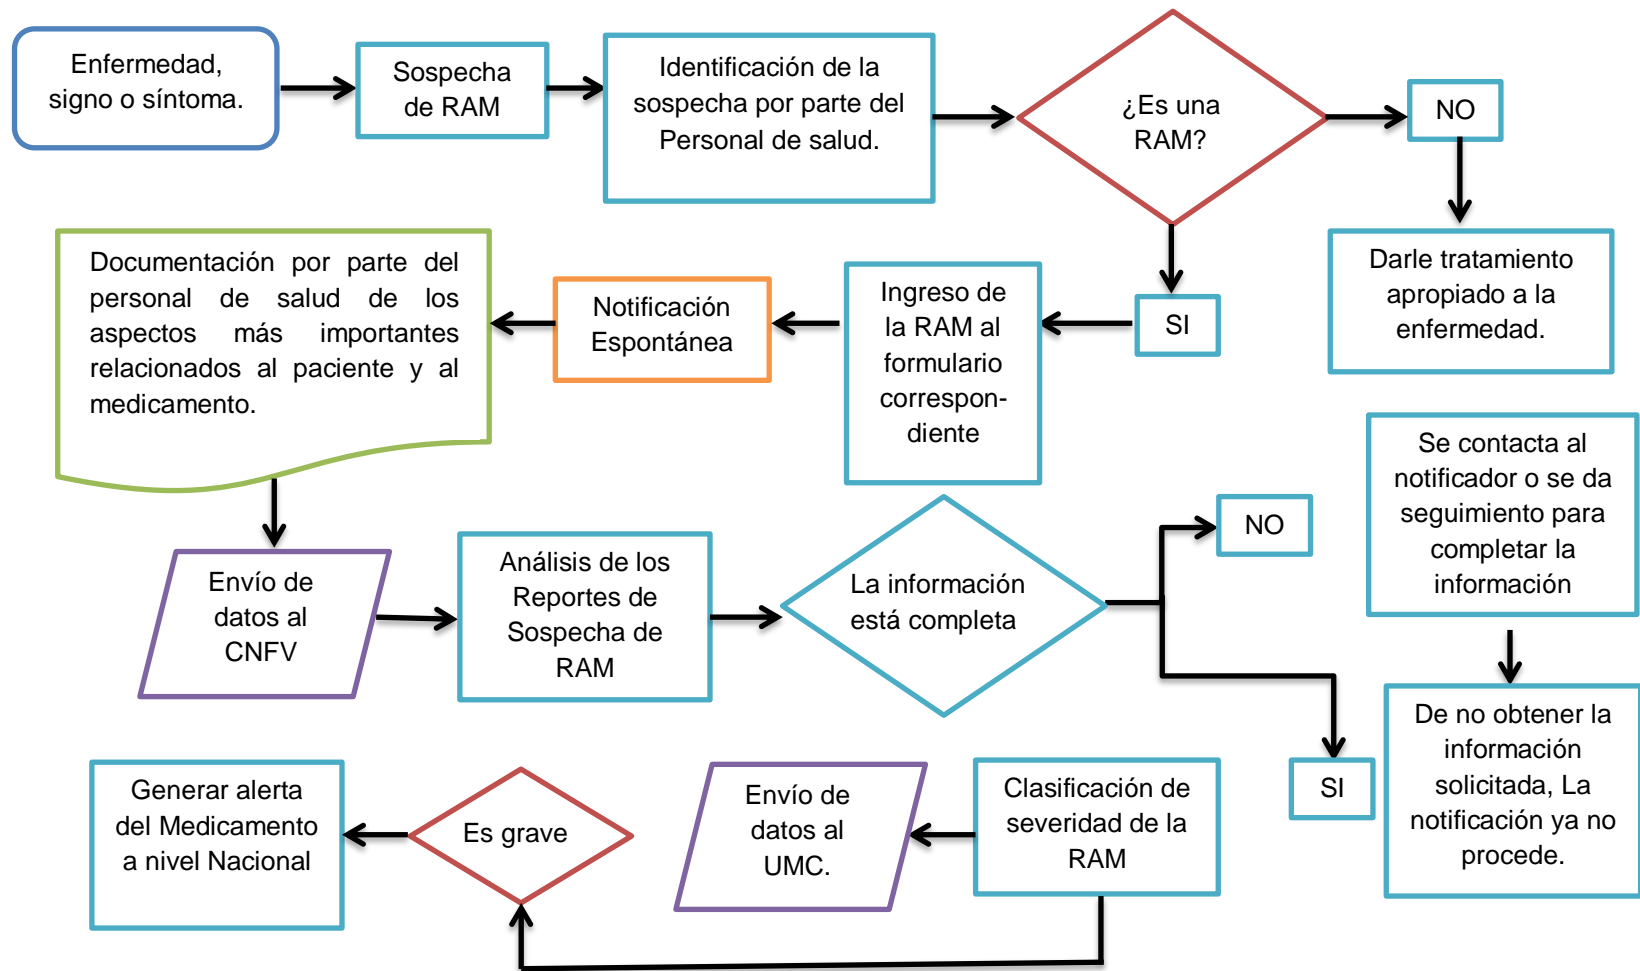 Enfermedad,
signo o síntoma.
Sospecha
de RAM
Identificación de la
sospecha por parte del
Personal de salud.
¿Es una
RAM?
NO
Darle tratamiento
apropiado a la
enfermedad.
SI
Ingreso de
la RAM al
formulario
correspon-
diente
Notificación
Espontánea
Documentación por parte del
personal de salud de los
aspectos más importantes
relacionados al paciente y al
medicamento.
Envío de
datos al
CNFV
Análisis de los
Reportes de
Sospecha de
RAM
La información
está completa
NO
Se contacta al
notificador o se da
seguimiento para
completar la
información
De no obtener la
información
solicitada, La
notificación ya no
procede.
SI
Clasificación de
severidad de la
RAM
Envío de
datos al
UMC.
Es grave
Generar alerta
del Medicamento
a nivel Nacional